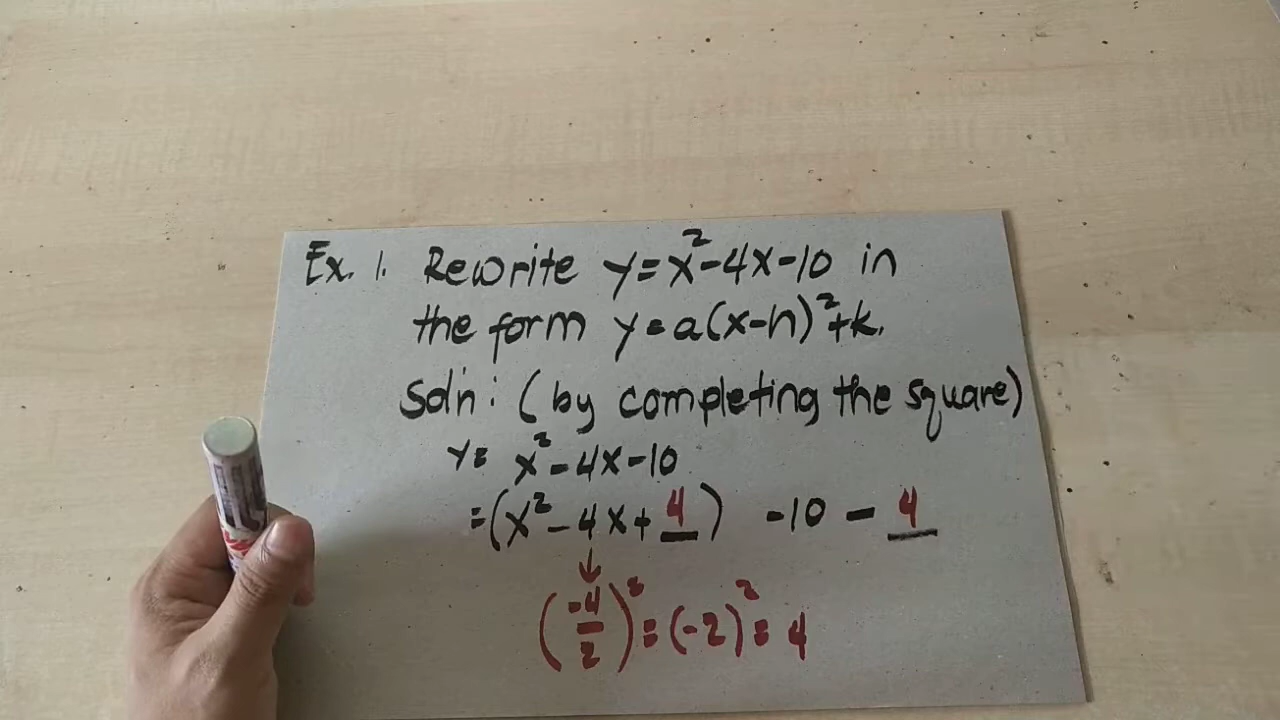 Ex. 1. Rewrite y=x²-4x-10 in
the form y=a(x-h)²+k.
Sol'n: (by completing the square)
y= x²-4x-10
=(x²-4x+4) -10-4
↓
(-4/2)²=(-2)²=4